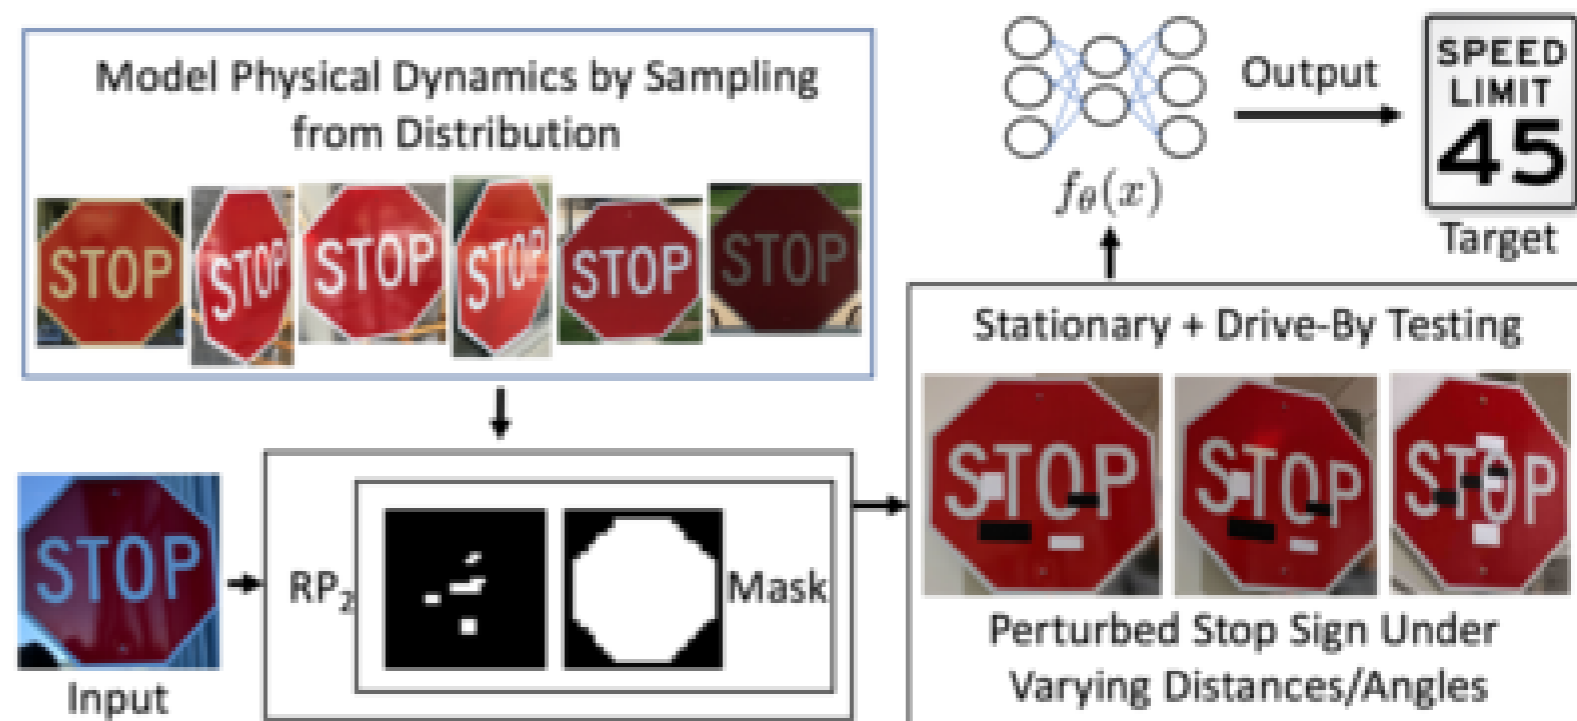 Model Physical Dynamics by Sampling
from Distribution
STOP
STOP
STOP
STOP
STOP
STOP
STOP
Input
RP₂
Mask
Stationary + Drive-By Testing
STOP
STOP
STOP
Perturbed Stop Sign Under
Varying Distances/Angles
fθ(x)
Output
SPEED
LIMIT
45
Target